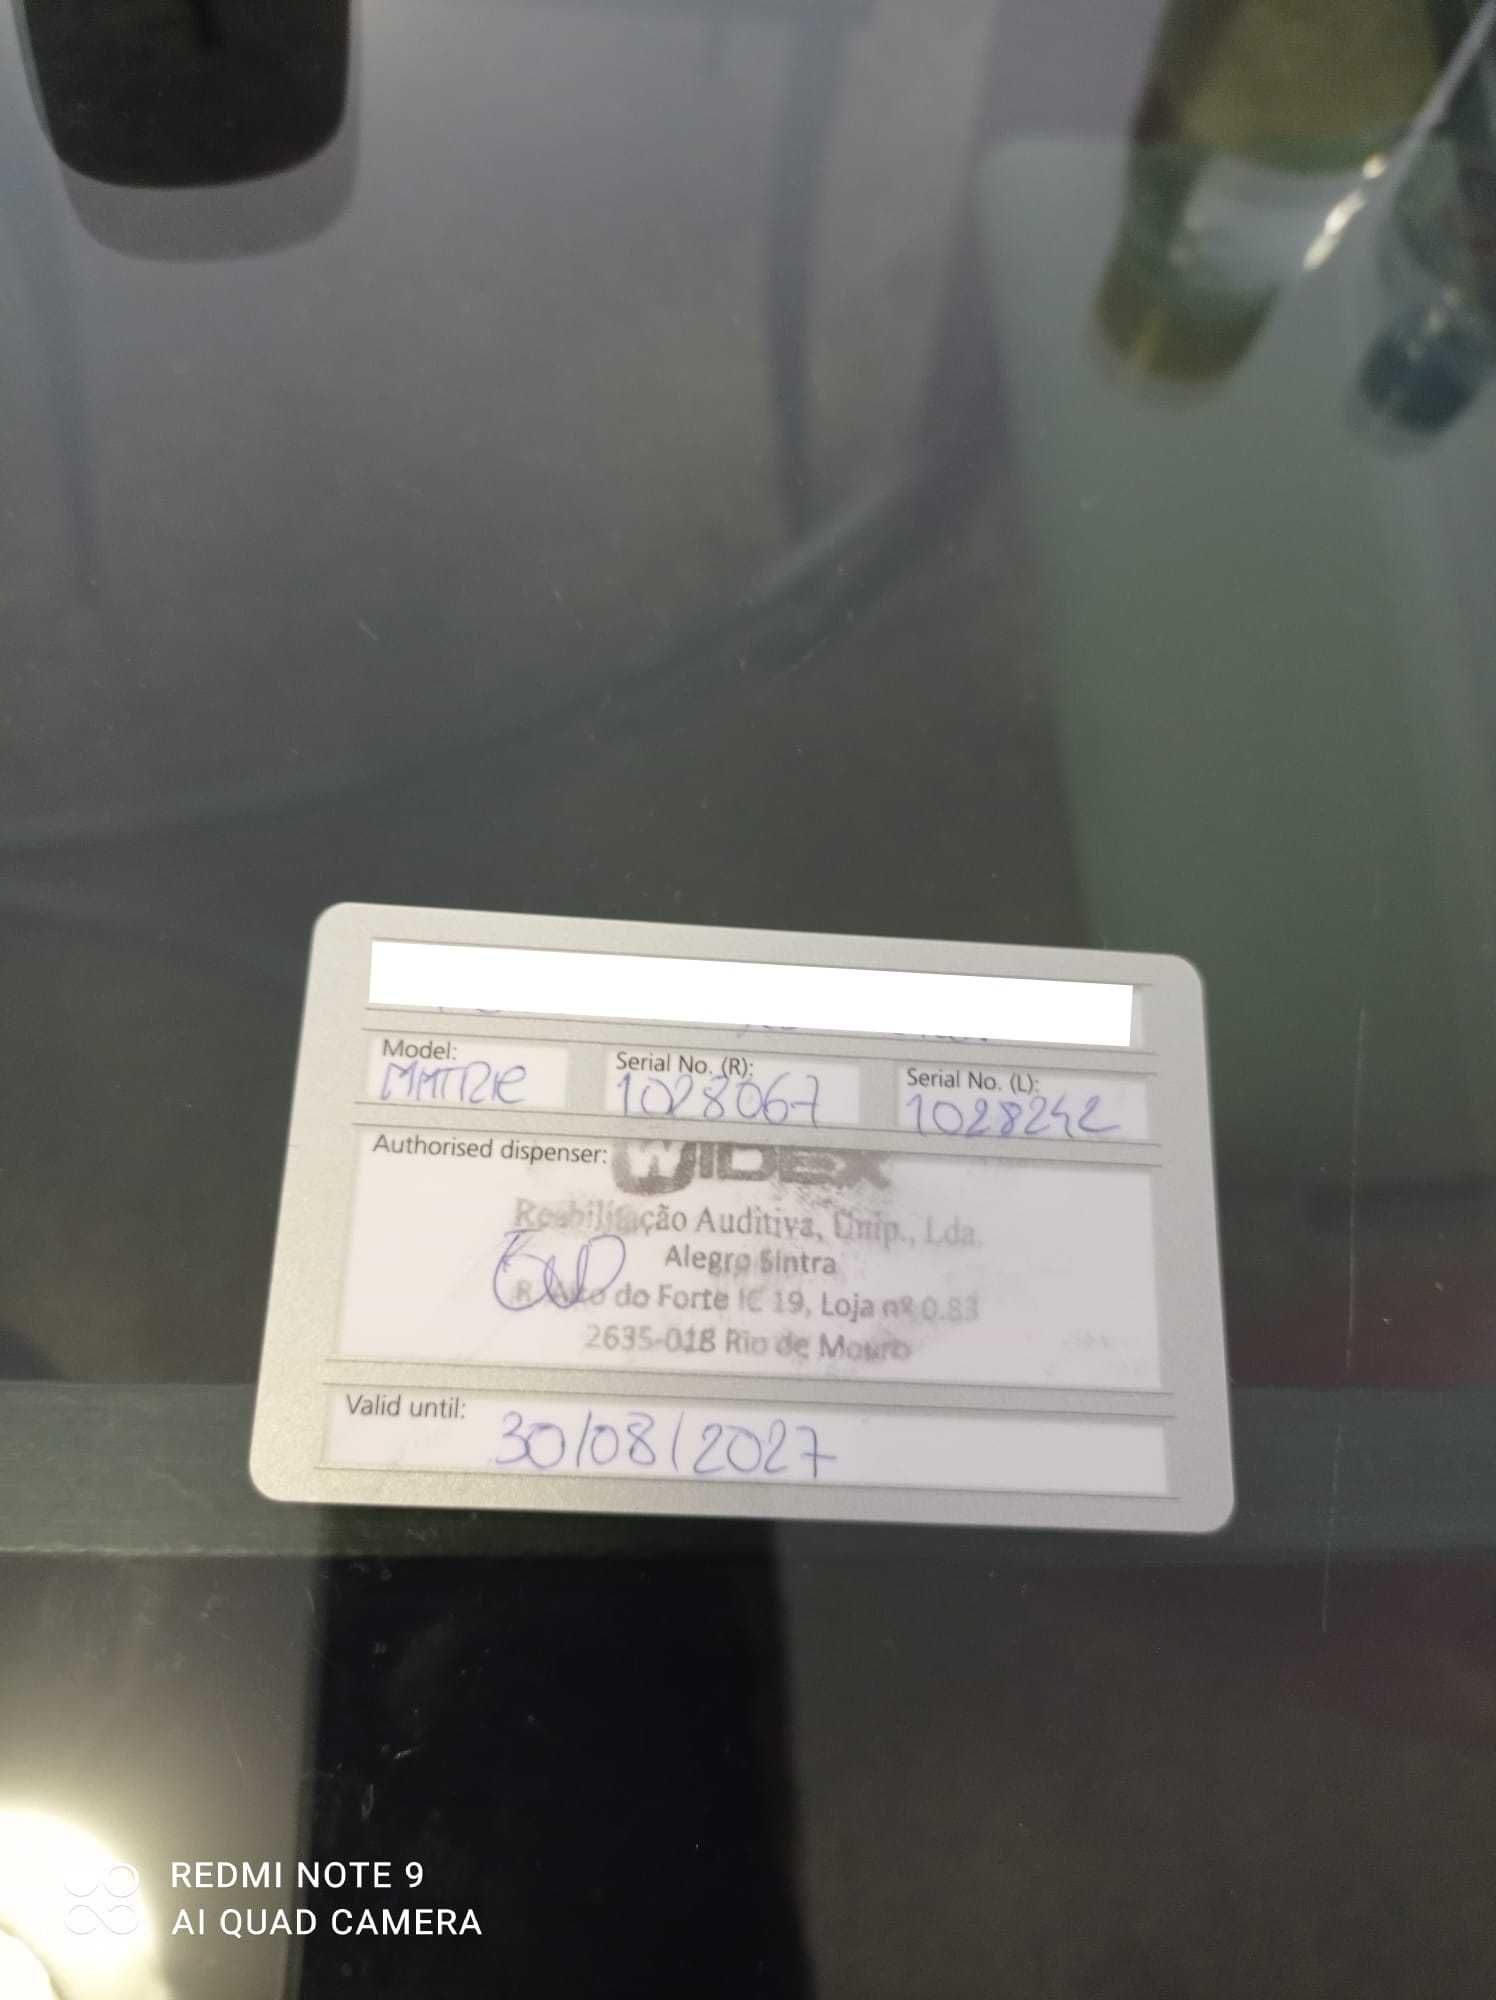 Model:
Serial No. (R):
Serial No. (L):
1028067
1028242
Authorised dispenser:
WIDEX
Reabilitação Auditiva, Unip., Lda.
Alegro Sintra
R. Alto do Forte IC 19, Loja nº 0.83
2635-018 Rio de Mouro
Valid until:
30/08/2027
REDMI NOTE 9
AI QUAD CAMERA